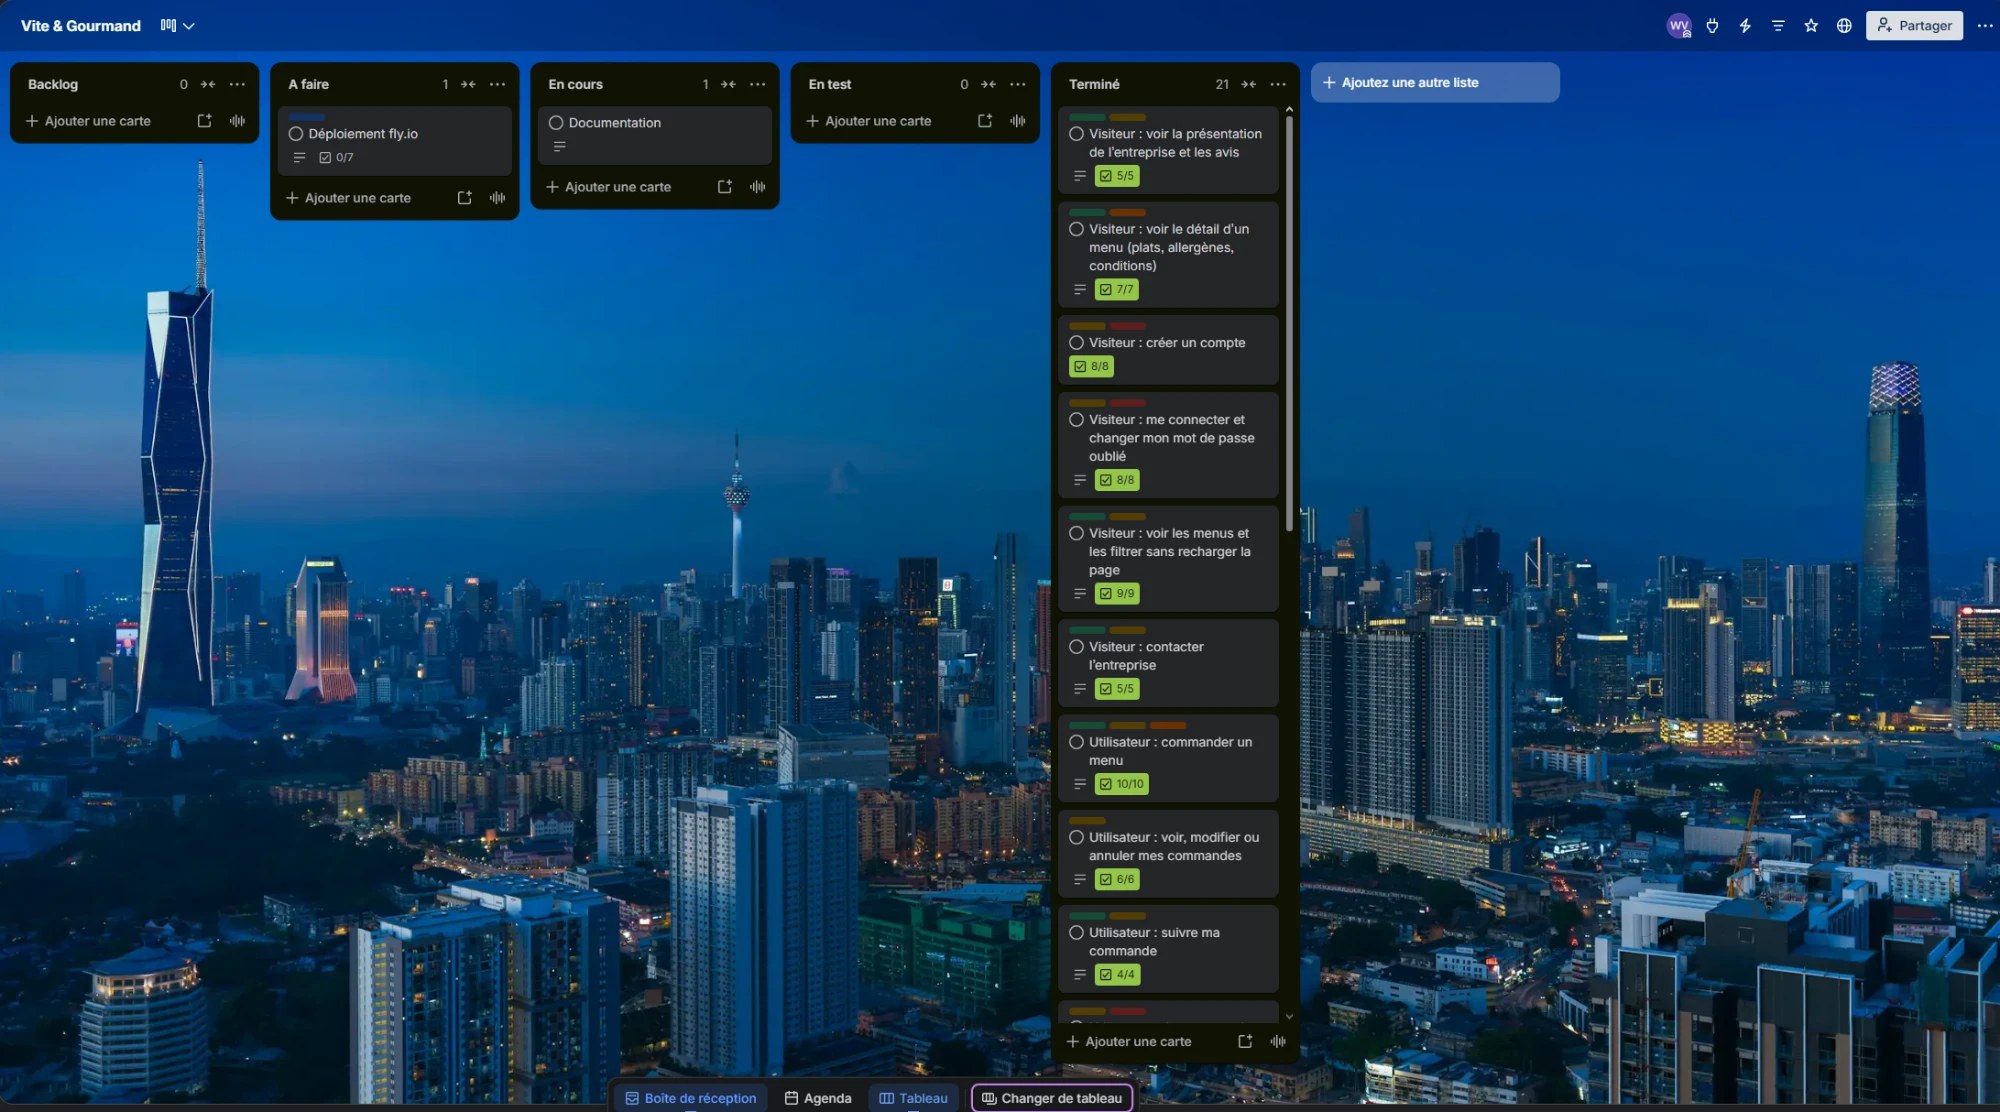 Vite & Gourmand
WV
Partager
Backlog
0
Ajouter une carte
A faire
1
Déploiement fly.io
0/7
Ajouter une carte
En cours
1
Documentation
Ajouter une carte
En test
0
Ajouter une carte
Terminé
21
Visiteur : voir la présentation
de l'entreprise et les avis
5/5
Visiteur : voir le détail d'un
menu (plats, allergènes,
conditions)
7/7
Visiteur : créer un compte
8/8
Visiteur : me connecter et
changer mon mot de passe
oublié
8/8
Visiteur : voir les menus et
les filtrer sans recharger la
page
9/9
Visiteur : contacter
l'entreprise
5/5
Utilisateur : commander un
menu
10/10
Utilisateur : voir, modifier ou
annuler mes commandes
6/6
Utilisateur : suivre ma
commande
4/4
Ajouter une carte
Ajoutez une autre liste
Boîte de réception
Agenda
Tableau
Changer de tableau